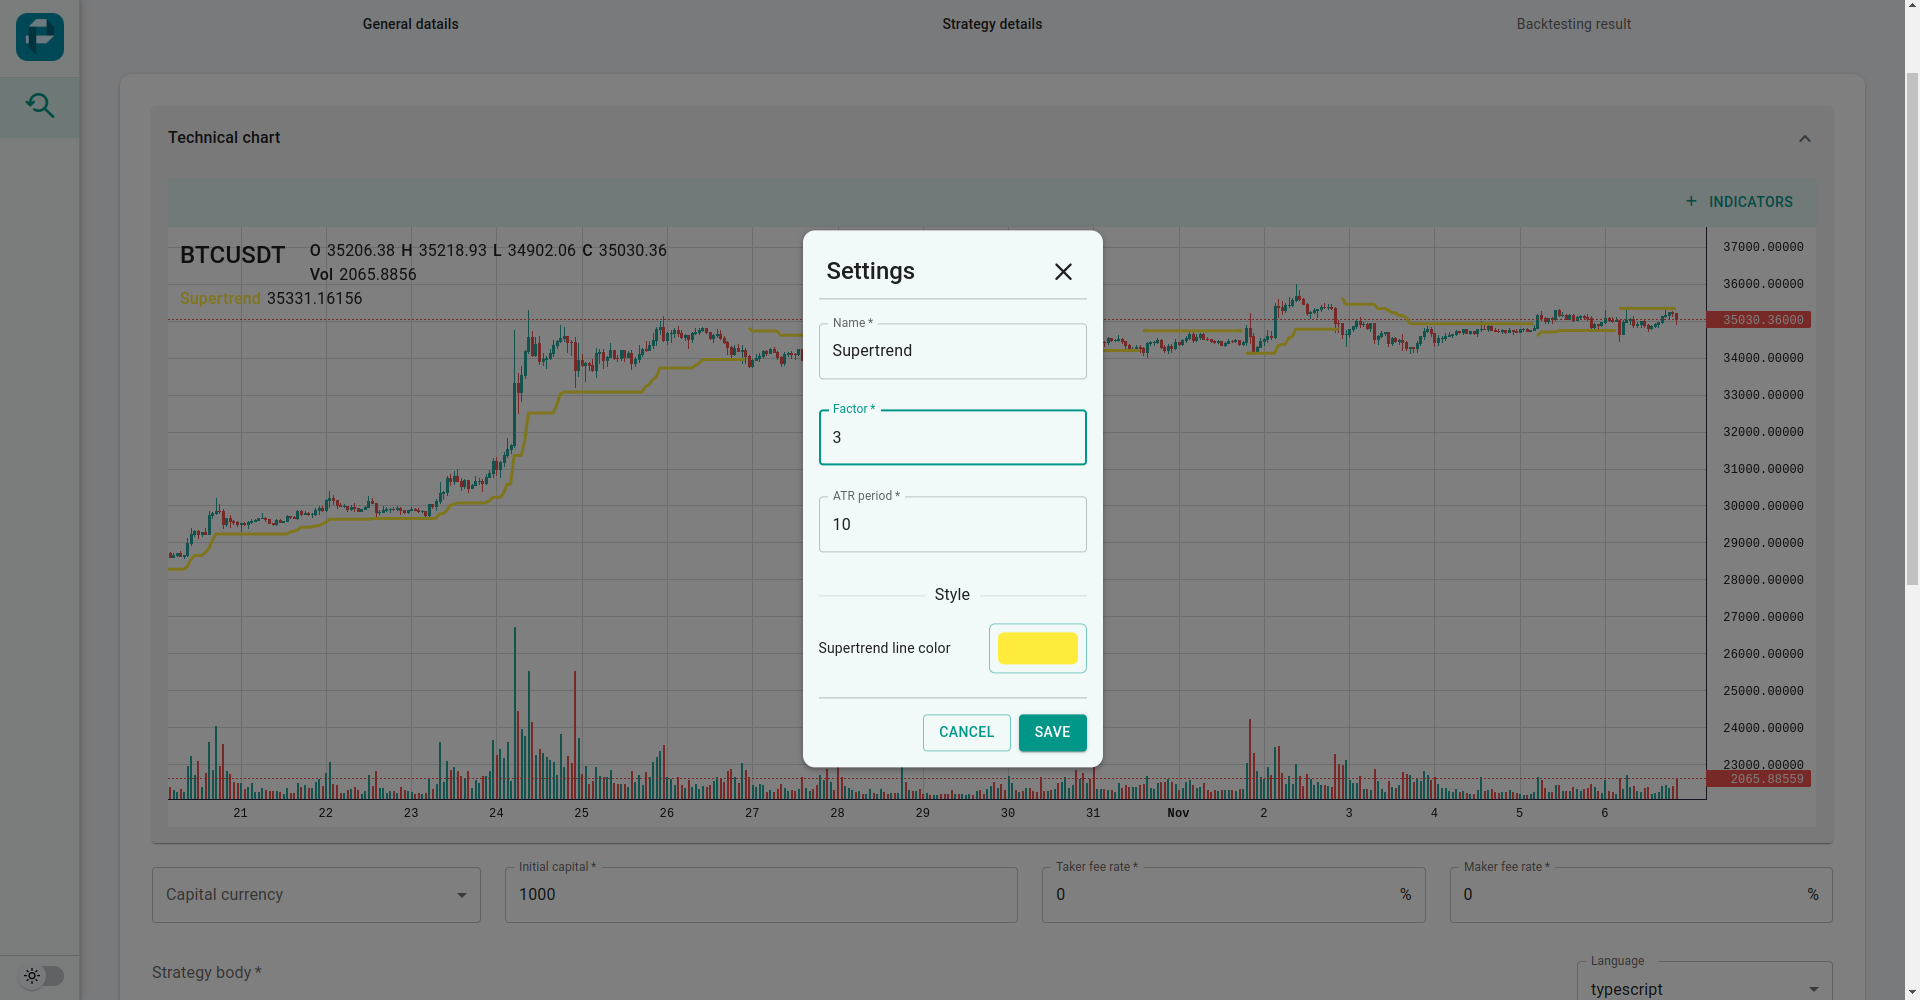 General datails
Strategy details
Backtesting result
Technical chart
+ INDICATORS
BTCUSDT O 35206.38 H 35218.93 L 34902.06 C 35030.36
Vol 2065.8856
Supertrend 35331.16156
37000.00000
36000.00000
35030.36000
34000.00000
33000.00000
32000.00000
31000.00000
30000.00000
29000.00000
28000.00000
27000.00000
26000.00000
25000.00000
24000.00000
23000.00000
2065.88559
21 22 23 24 25 26 27 28 29 30 31 Nov 2 3 4 5 6
Settings
Name *
Supertrend
Factor *
3
ATR period *
10
Style
Supertrend line color
CANCEL SAVE
Capital currency
Initial capital *
1000
Taker fee rate *
0 %
Maker fee rate *
0 %
Strategy body *
Language
typescript